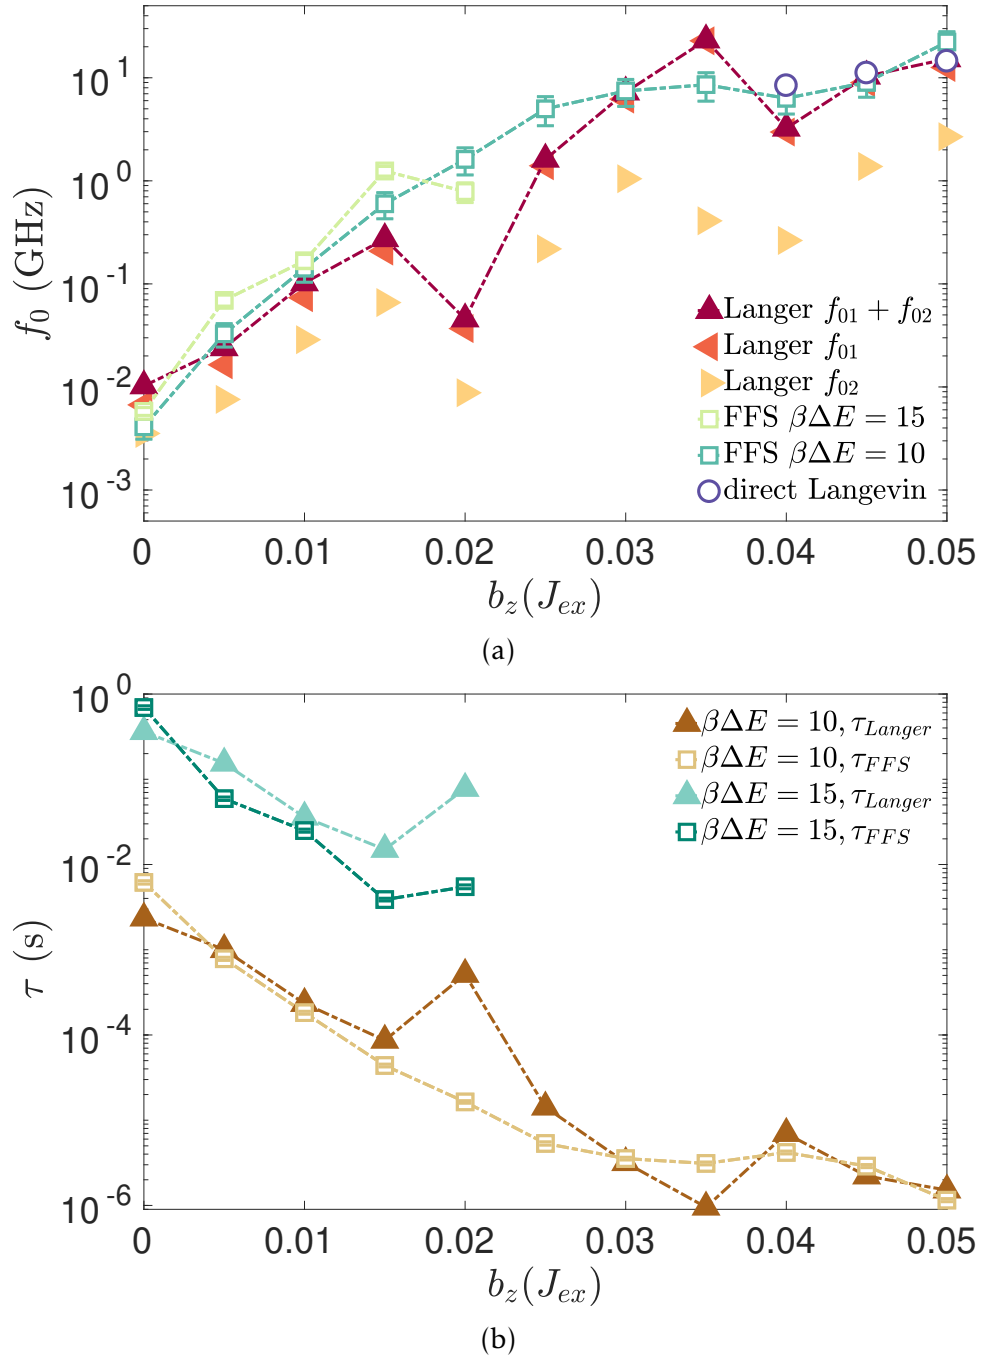 10^1
10^0
10^-1
10^-2
10^-3
f_0 (GHz)
Langer f_01 + f_02
Langer f_01
Langer f_02
FFS βΔE = 15
FFS βΔE = 10
direct Langevin
0 0.01 0.02 0.03 0.04 0.05
b_z(J_ex)
(a)
10^0
10^-2
10^-4
10^-6
τ (s)
βΔE = 10, τ_Langer
βΔE = 10, τ_FFS
βΔE = 15, τ_Langer
βΔE = 15, τ_FFS
0 0.01 0.02 0.03 0.04 0.05
b_z(J_ex)
(b)